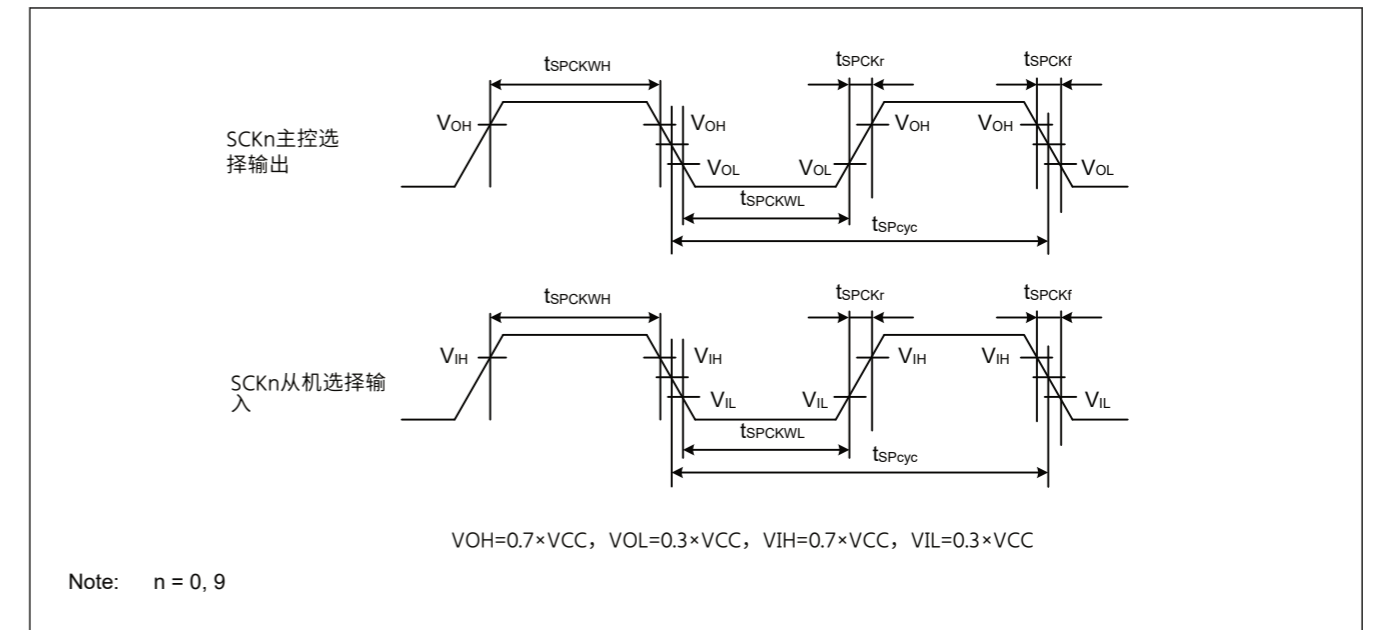 tSPCKWH
tSPCKr
tSPCKf
SCKn主控选
择输出
VOH
VOH
VOH
VOH
VOL
VOL
VOL
tSPCKWL
tSPcyc
tSPCKWH
tSPCKr
tSPCKf
SCKn从机选择输
入
VIH
VIH
VIH
VIH
VIL
VIL
VIL
tSPCKWL
tSPcyc
VOH=0.7×VCC，VOL=0.3×VCC，VIH=0.7×VCC，VIL=0.3×VCC
Note: n = 0, 9